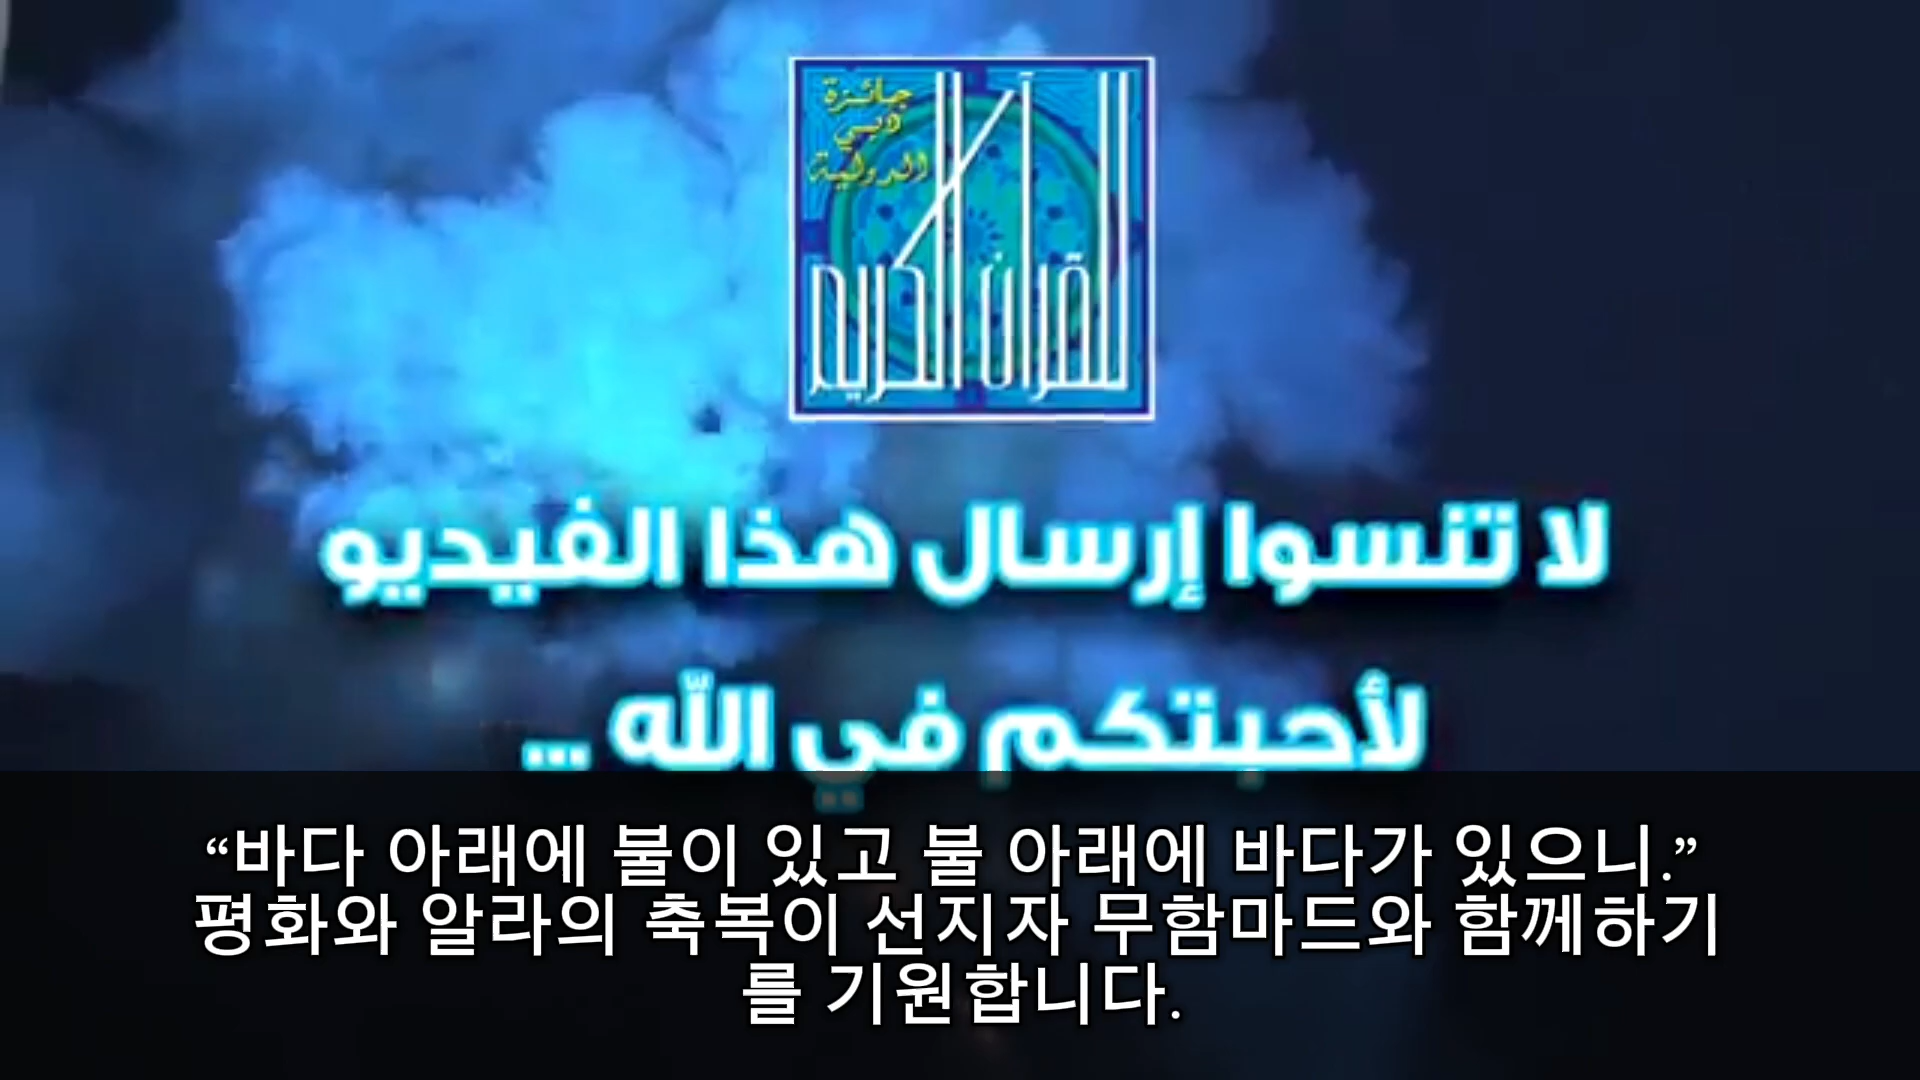 جائزة
دبي
الدولية
للقرآن الكريم
لا تنسوا إرسال هذا الفيديو
لأحبتكم في اللّٰه ...
“바다 아래에 불이 있고 불 아래에 바다가 있으니.”
평화와 알라의 축복이 선지자 무함마드와 함께하기
를 기원합니다.